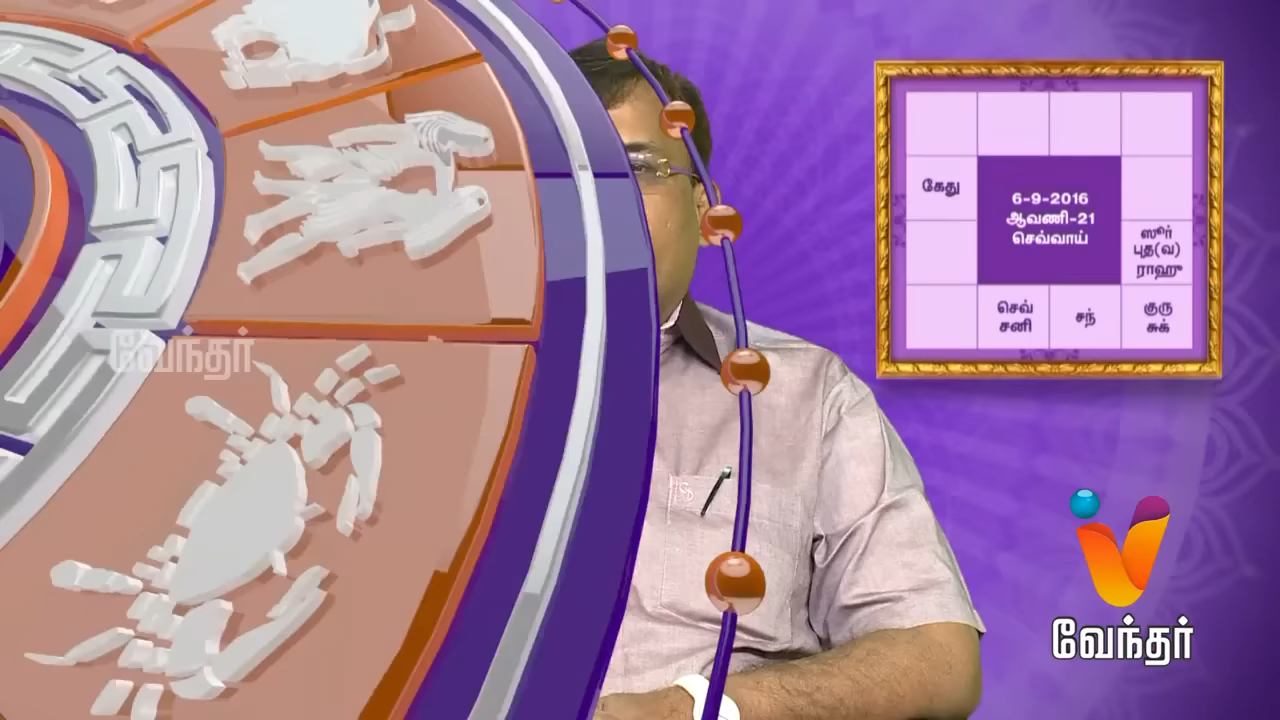 கேது
6-9-2016
ஆவணி-21
செவ்வாய்
ஸூர்
புத(வ)
ராஹு
செவ்
சனி
சந்
குரு
சுக்
வேந்தர்
வேந்தர்